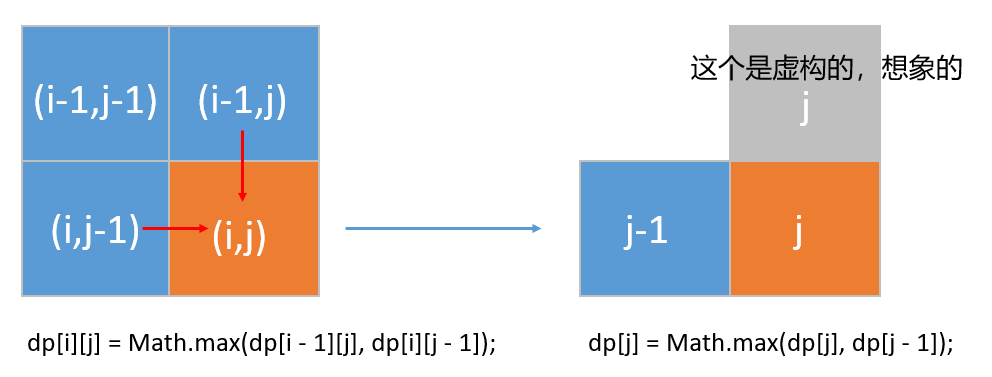 (i-1,j-1)
(i-1,j)
(i,j-1)
(i,j)
dp[i][j] = Math.max(dp[i - 1][j], dp[i][j - 1]);
这个是虚构的，想象的
j
j-1
j
dp[j] = Math.max(dp[j], dp[j - 1]);